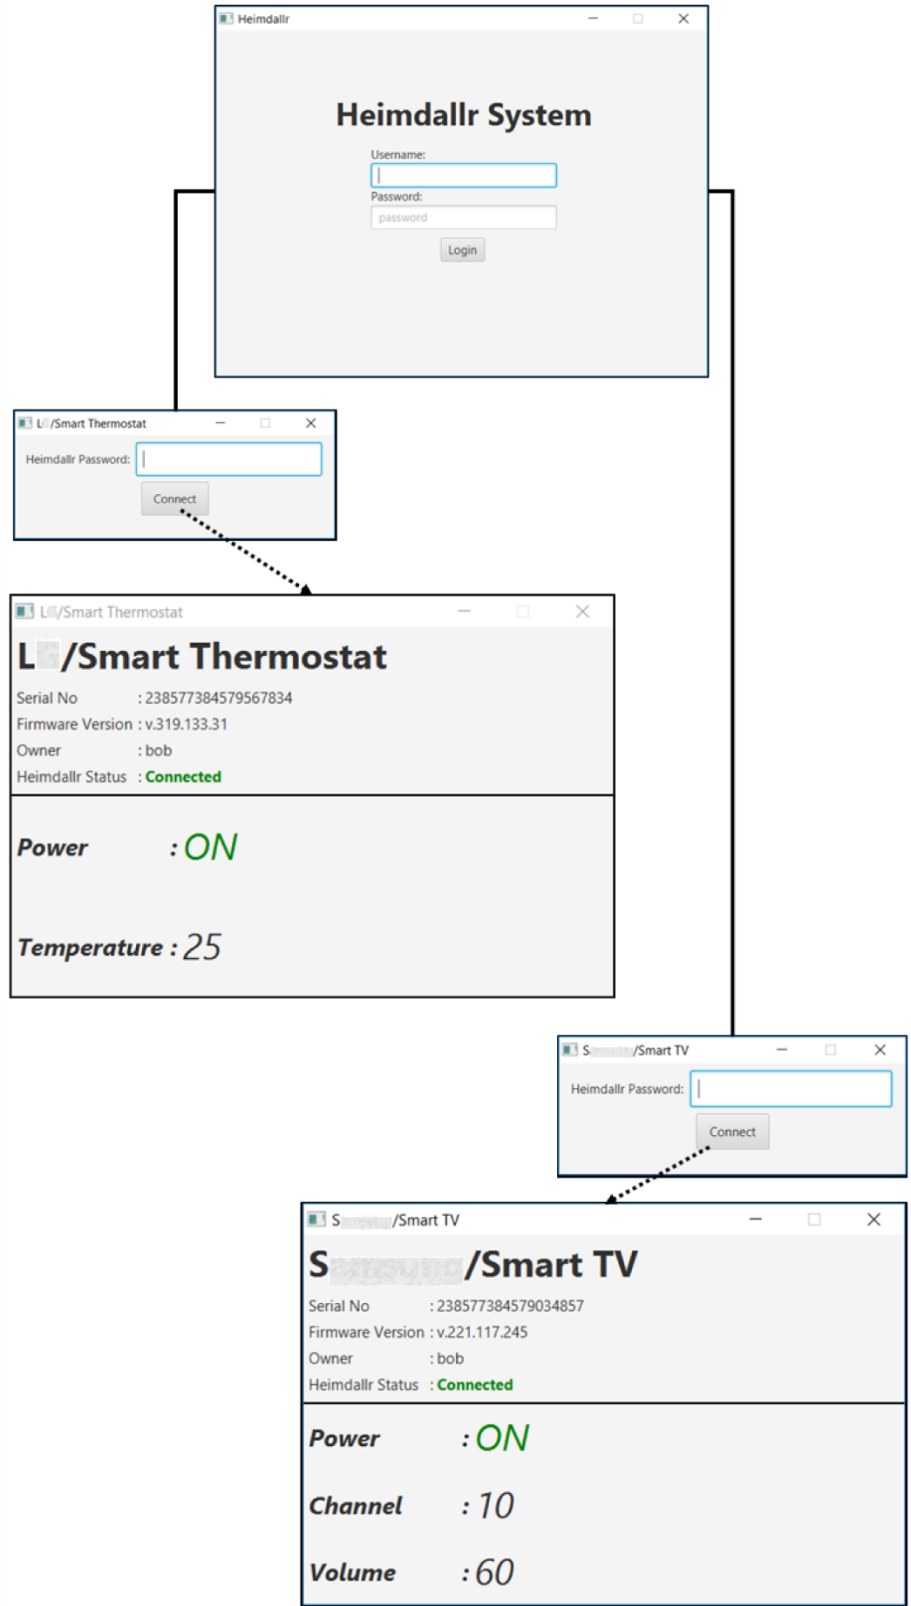 Heimdallr
Heimdallr System
Username:
Password:
password
Login
/Smart Thermostat
Heimdallr Password:
Connect
/Smart Thermostat
/Smart Thermostat
Serial No : 238577384579567834
Firmware Version : v.319.133.31
Owner : bob
Heimdallr Status : Connected
Power : ON
Temperature : 25
/Smart TV
Heimdallr Password:
Connect
/Smart TV
/Smart TV
Serial No : 238577384579034857
Firmware Version : v.221.117.245
Owner : bob
Heimdallr Status : Connected
Power : ON
Channel : 10
Volume : 60